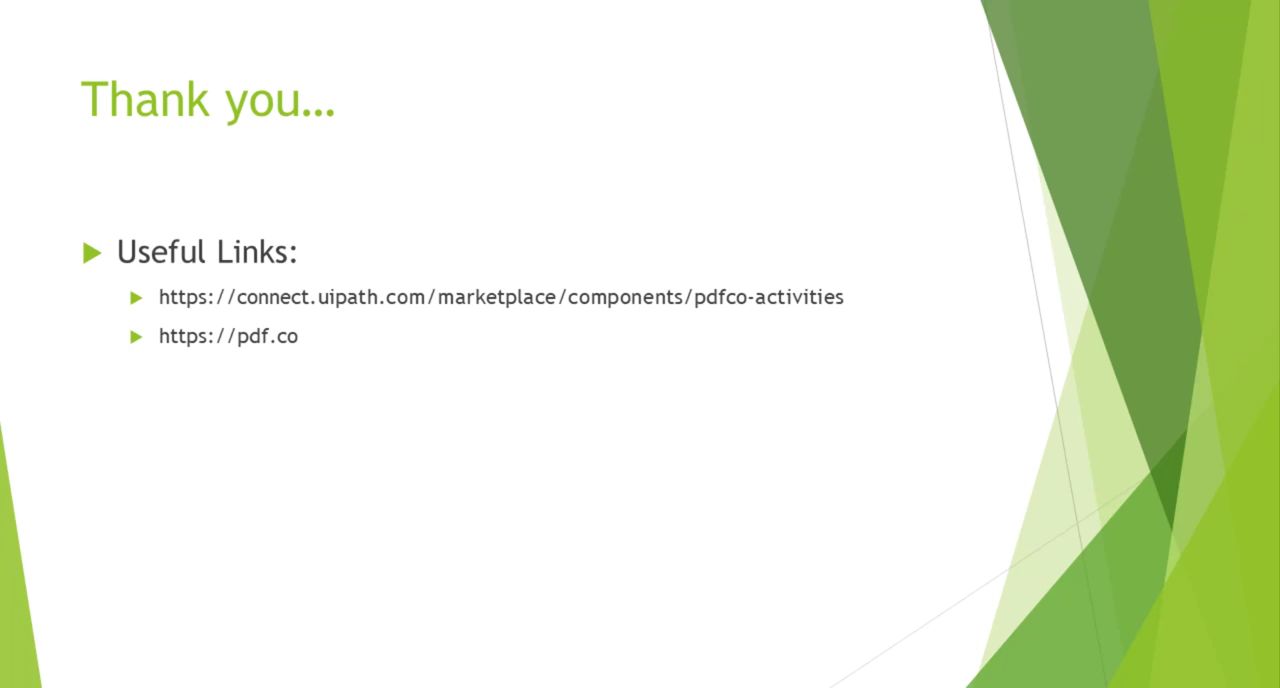 Thank you…
Useful Links:
https://connect.uipath.com/marketplace/components/pdfco-activities
https://pdf.co